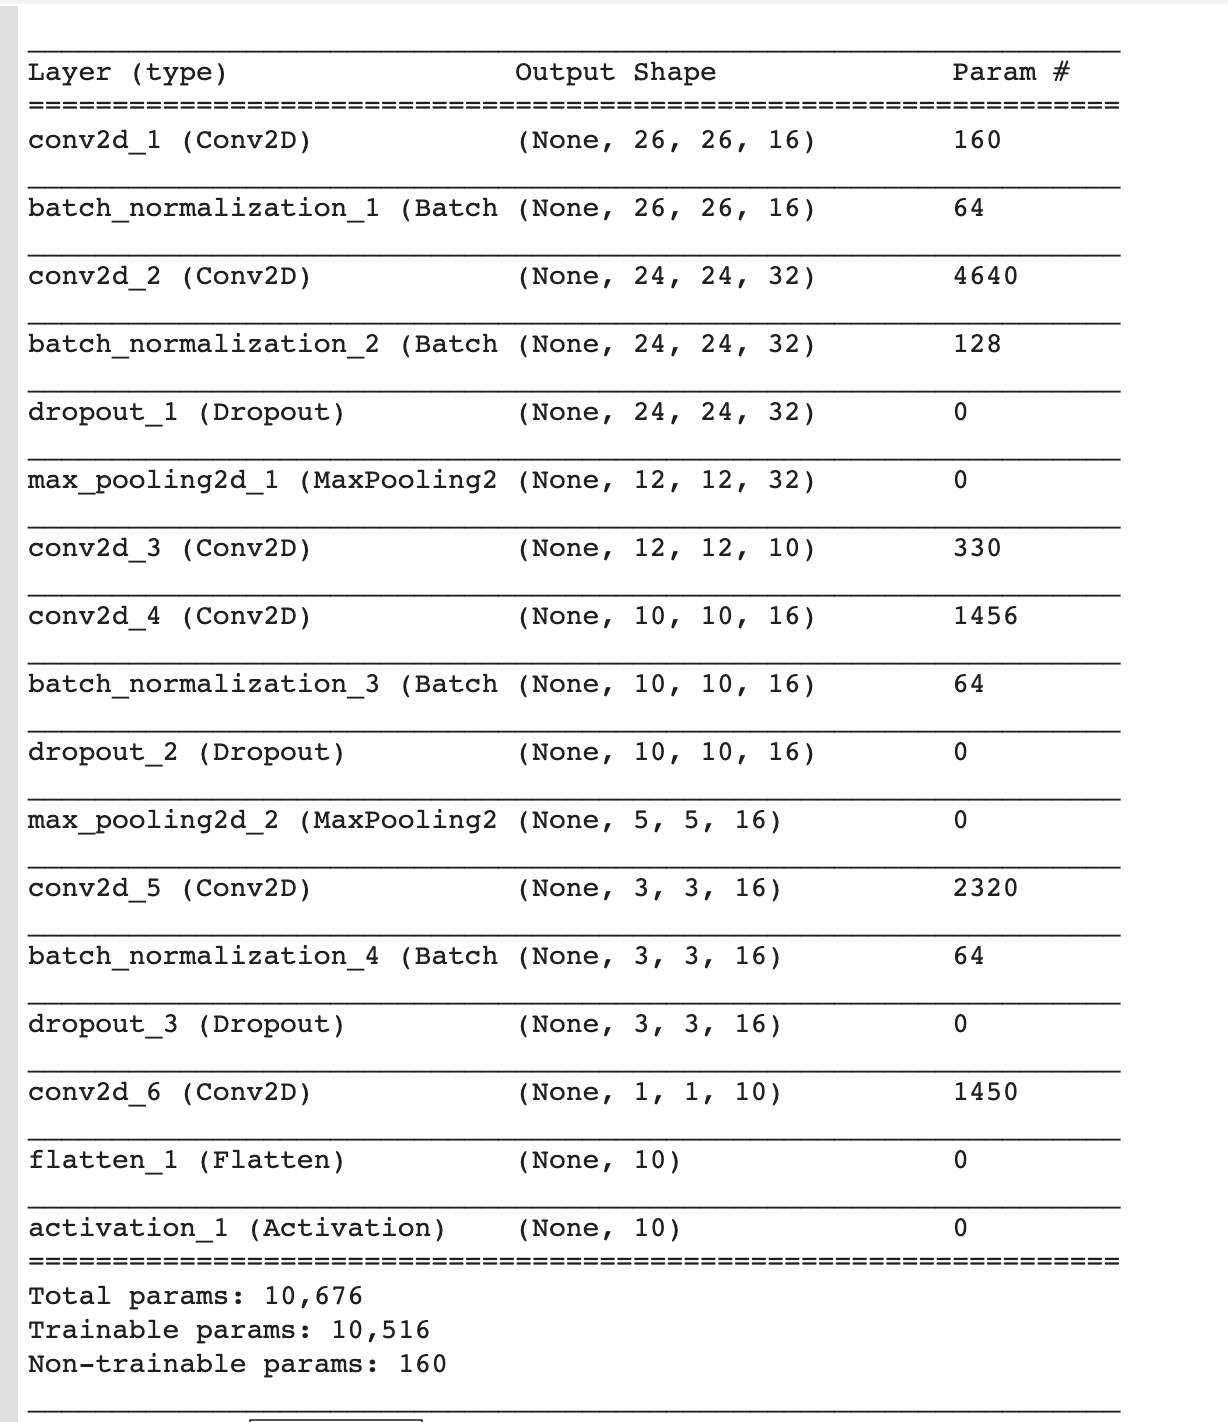 Layer (type) Output Shape Param #
=================================================================
conv2d_1 (Conv2D) (None, 26, 26, 16) 160
batch_normalization_1 (Batch (None, 26, 26, 16) 64
conv2d_2 (Conv2D) (None, 24, 24, 32) 4640
batch_normalization_2 (Batch (None, 24, 24, 32) 128
dropout_1 (Dropout) (None, 24, 24, 32) 0
max_pooling2d_1 (MaxPooling2 (None, 12, 12, 32) 0
conv2d_3 (Conv2D) (None, 12, 12, 10) 330
conv2d_4 (Conv2D) (None, 10, 10, 16) 1456
batch_normalization_3 (Batch (None, 10, 10, 16) 64
dropout_2 (Dropout) (None, 10, 10, 16) 0
max_pooling2d_2 (MaxPooling2 (None, 5, 5, 16) 0
conv2d_5 (Conv2D) (None, 3, 3, 16) 2320
batch_normalization_4 (Batch (None, 3, 3, 16) 64
dropout_3 (Dropout) (None, 3, 3, 16) 0
conv2d_6 (Conv2D) (None, 1, 1, 10) 1450
flatten_1 (Flatten) (None, 10) 0
activation_1 (Activation) (None, 10) 0
=================================================================
Total params: 10,676
Trainable params: 10,516
Non-trainable params: 160